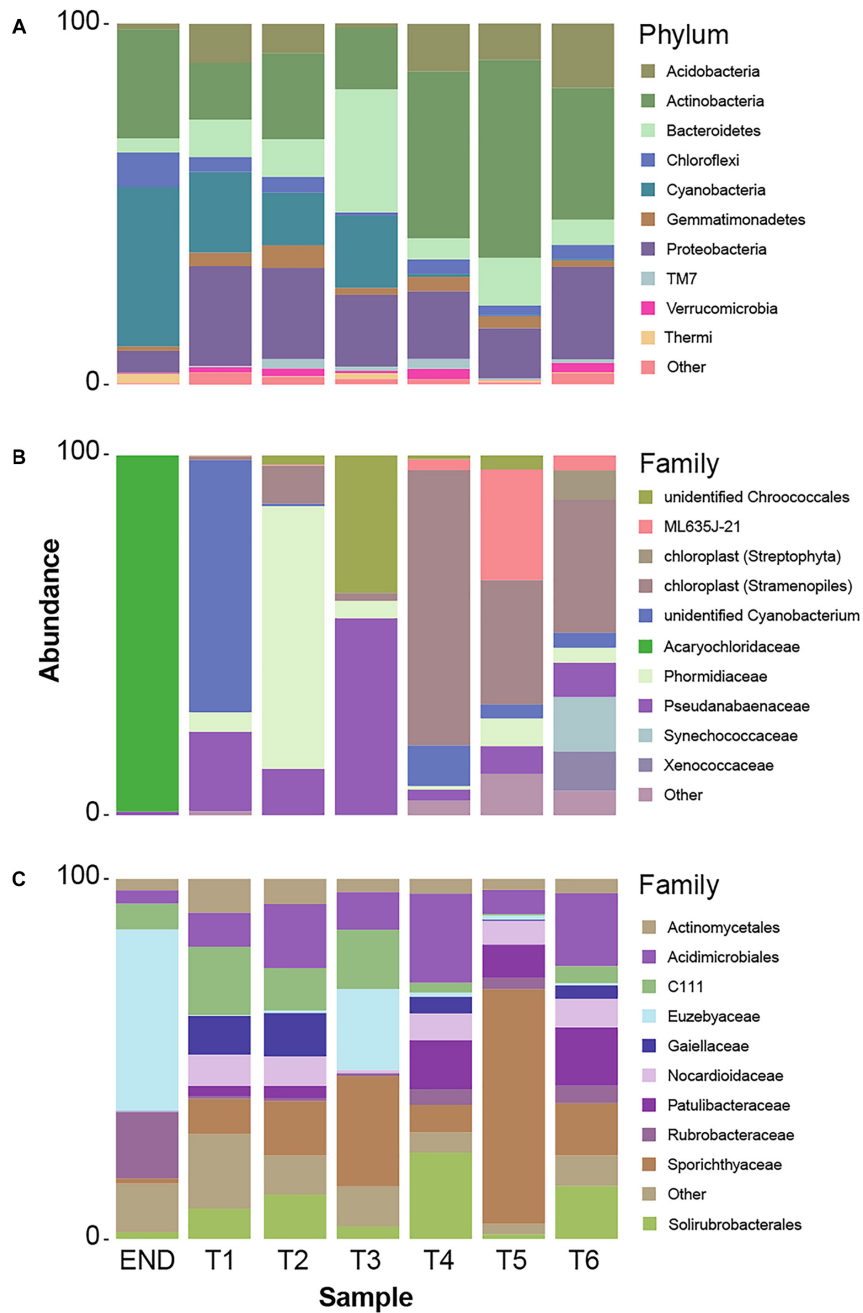 A
100
0
Phylum
Acidobacteria
Actinobacteria
Bacteroidetes
Chloroflexi
Cyanobacteria
Gemmatimonadetes
Proteobacteria
TM7
Verrucomicrobia
Thermi
Other
B
100
0
Abundance
Family
unidentified Chroococcales
ML635J-21
chloroplast (Streptophyta)
chloroplast (Stramenopiles)
unidentified Cyanobacterium
Acaryochloridaceae
Phormidiaceae
Pseudanabaenaceae
Synechococcaceae
Xenococcaceae
Other
C
100
0
Family
Actinomycetales
Acidimicrobiales
C111
Euzebyaceae
Gaiellaceae
Nocardioidaceae
Patulibacteraceae
Rubrobacteraceae
Sporichthyaceae
Other
Solirubrobacterales
END T1 T2 T3 T4 T5 T6
Sample